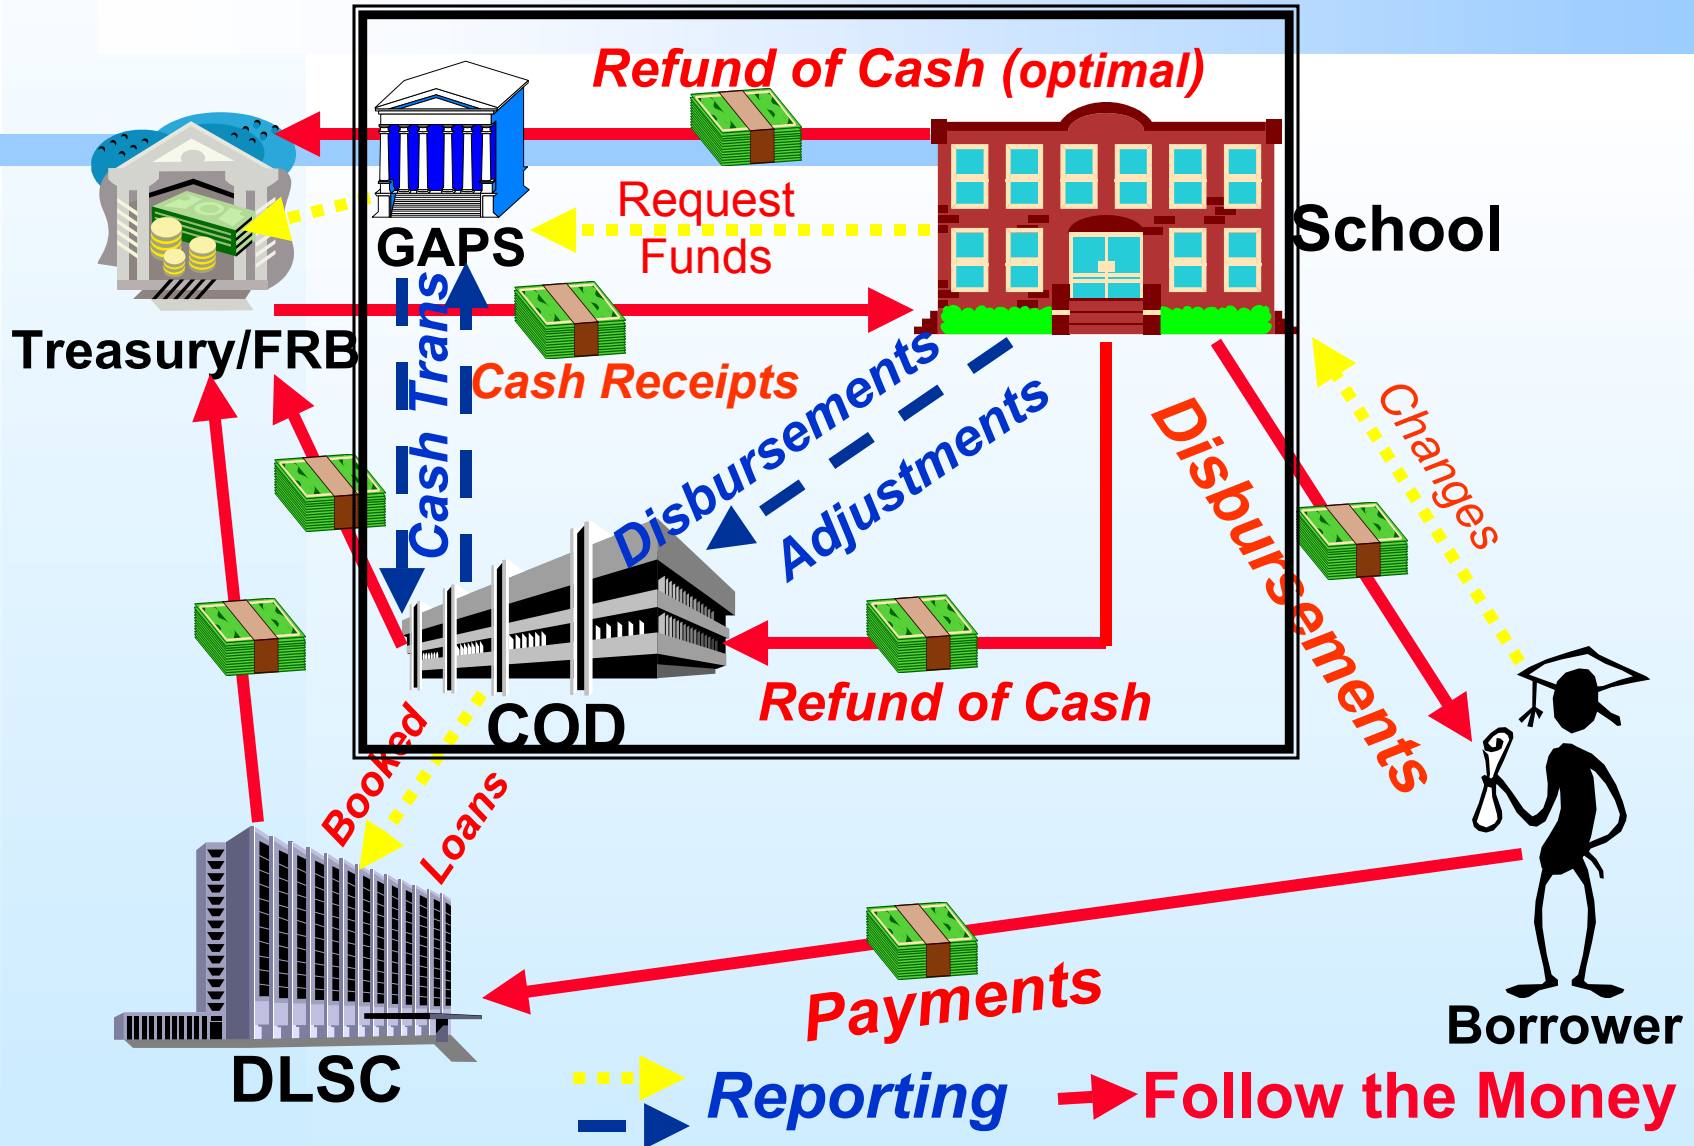 Refund of Cash (optimal)
Request
Funds
School
GAPS
Treasury/FRB
Cash Trans
Cash Receipts
Disbursements
Adjustments
Disbursements
Changes
Refund of Cash
COD
Booked
Loans
Payments
Borrower
DLSC
Reporting
Follow the Money